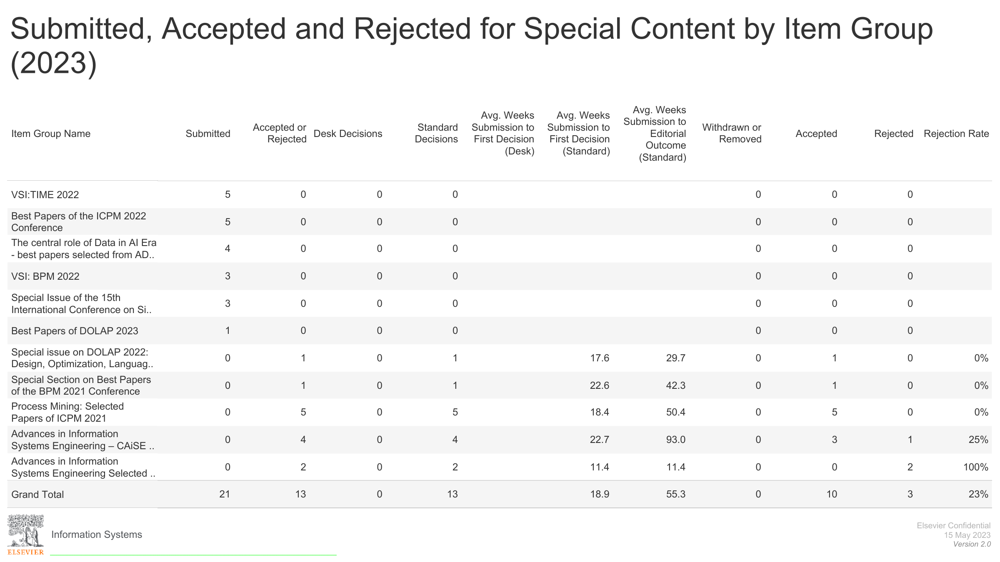 Submitted, Accepted and Rejected for Special Content by Item Group
(2023)
Item Group Name
Submitted
Accepted or
Rejected
Desk Decisions
Standard
Decisions
Avg. Weeks
Submission to
First Decision
(Desk)
Avg. Weeks
Submission to
First Decision
(Standard)
Avg. Weeks
Submission to
Editorial
Outcome
(Standard)
Withdrawn or
Removed
Accepted
Rejected
Rejection Rate
VSI:TIME 2022 5 0 0 0 0 0 0
Best Papers of the ICPM 2022
Conference
5 0 0 0 0 0 0
The central role of Data in AI Era
- best papers selected from AD..
4 0 0 0 0 0 0
VSI: BPM 2022 3 0 0 0 0 0 0
Special Issue of the 15th
International Conference on Si..
3 0 0 0 0 0 0
Best Papers of DOLAP 2023 1 0 0 0 0 0 0
Special issue on DOLAP 2022:
Design, Optimization, Languag..
0 1 0 1 17.6 29.7 0 1 0 0%
Special Section on Best Papers
of the BPM 2021 Conference
0 1 0 1 22.6 42.3 0 1 0 0%
Process Mining: Selected
Papers of ICPM 2021
0 5 0 5 18.4 50.4 0 5 0 0%
Advances in Information
Systems Engineering – CAiSE ..
0 4 0 4 22.7 93.0 0 3 1 25%
Advances in Information
Systems Engineering Selected ..
0 2 0 2 11.4 11.4 0 0 2 100%
Grand Total 21 13 0 13 18.9 55.3 0 10 3 23%
ELSEVIER
Information Systems
Elsevier Confidential
15 May 2023
Version 2.0